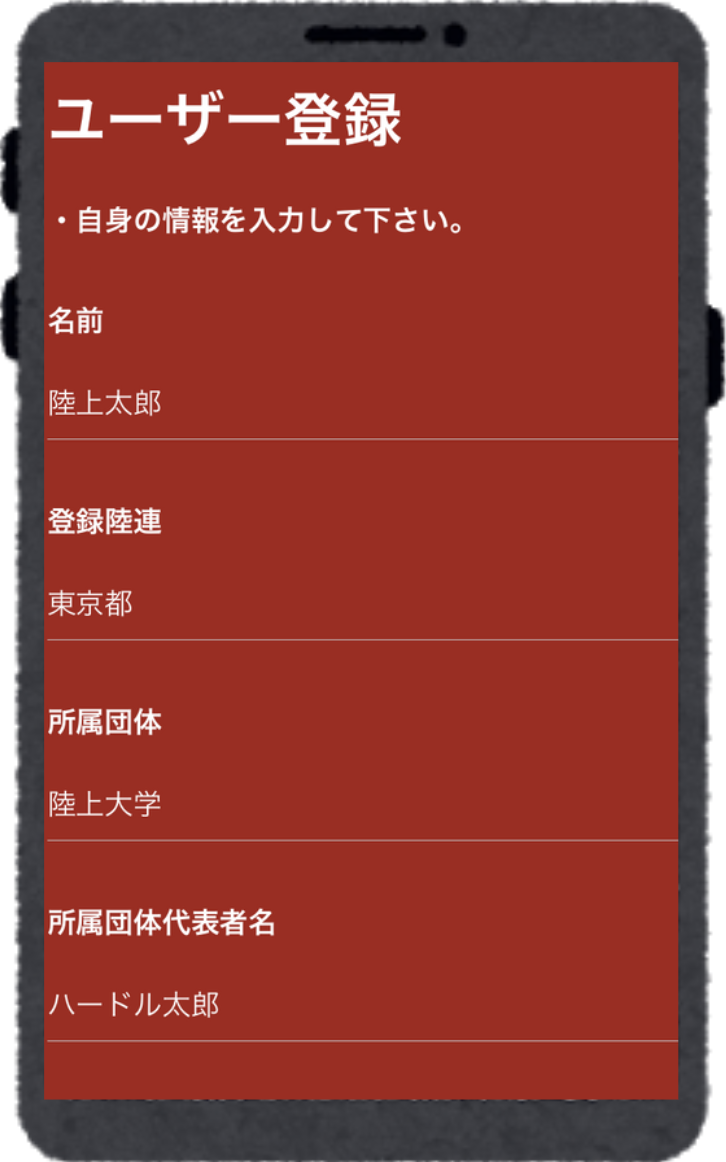 ユーザー登録
・自身の情報を入力して下さい。
名前
陸上太郎
登録陸連
東京都
所属団体
陸上大学
所属団体代表者名
ハードル太郎